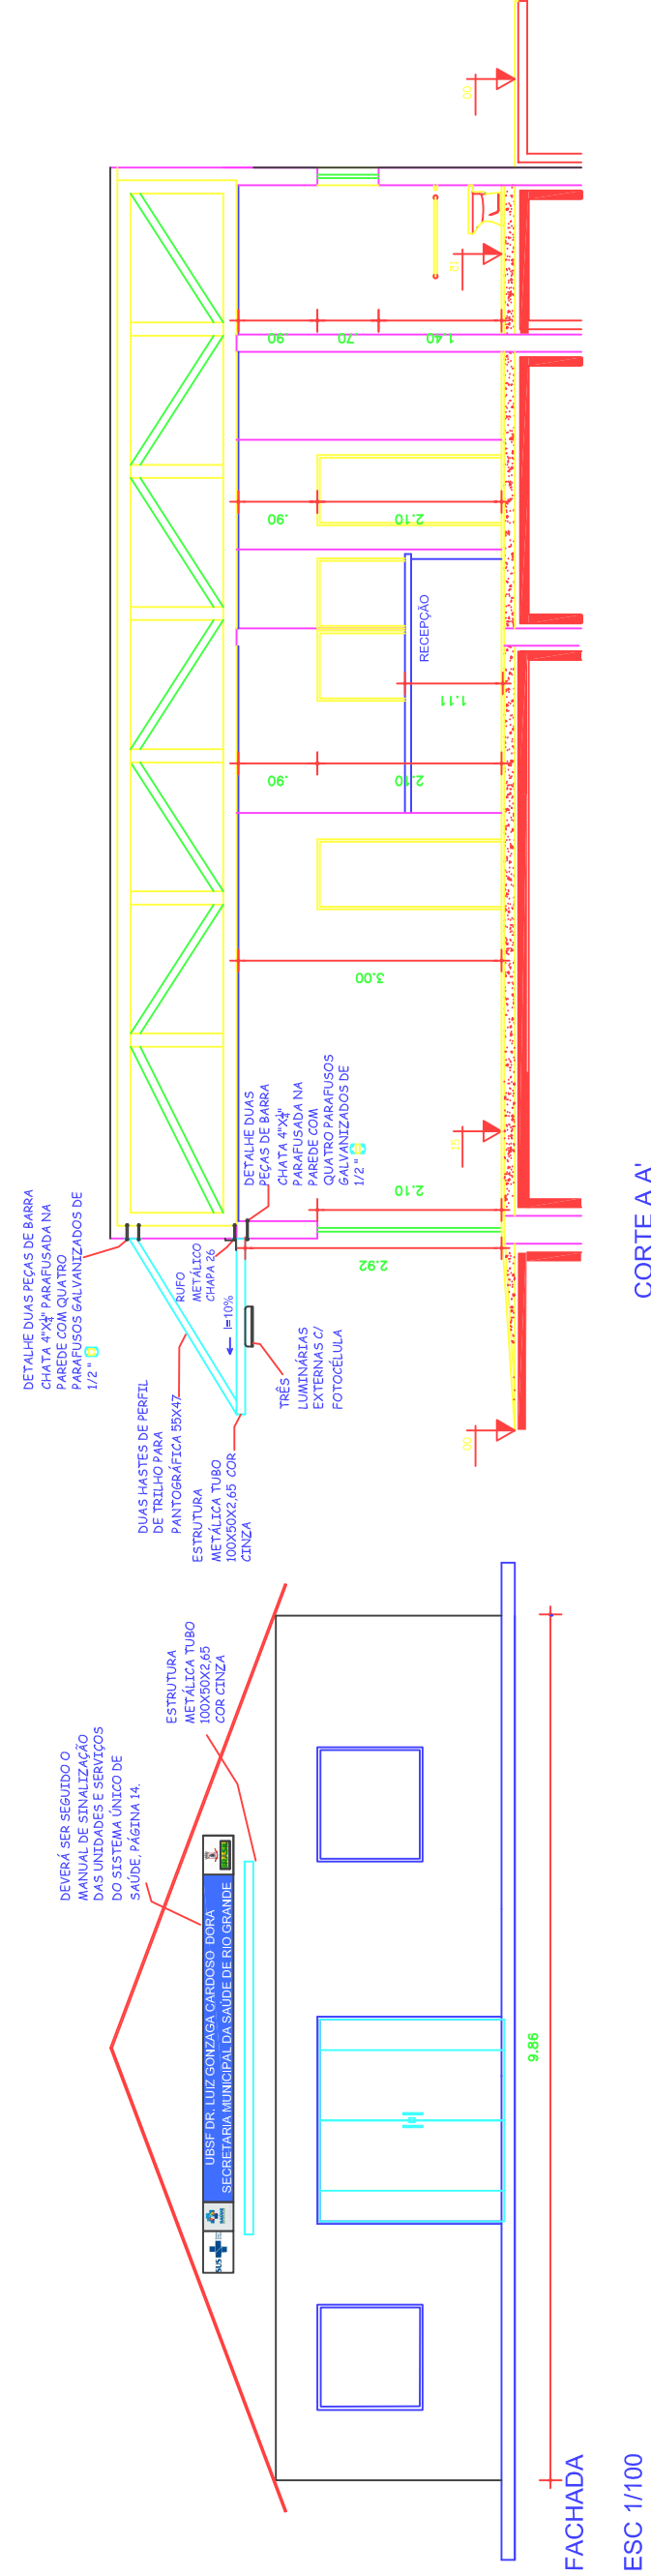 DEVERÁ SER SEGUIDO O
MANUAL DE SINALIZAÇÃO
DAS UNIDADES E SERVIÇOS
DO SISTEMA ÚNICO DE
SAÚDE, PÁGINA 14.
ESTRUTURA
METÁLICA TUBO
100X50X2,65
COR CINZA
SUS
UBSF DR. LUIZ GONZAGA CARDOSO DORA
SECRETARIA MUNICIPAL DA SAÚDE DE RIO GRANDE
9.86
FACHADA
ESC 1/100
DETALHE DUAS PEÇAS DE BARRA
CHATA 4"X¼" PARAFUSADA NA
PAREDE COM QUATRO
PARAFUSOS GALVANIZADOS DE
1/2 "
DUAS HASTES DE PERFIL
DE TRILHO PARA
PANTOGRÁFICA 55X47
ESTRUTURA
METÁLICA TUBO
100X50X2,65 COR
CINZA
RUFO
METÁLICO
CHAPA 26
I=10%
TRÊS
LUMINÁRIAS
EXTERNAS C/
FOTOCÉLULA
DETALHE DUAS
PEÇAS DE BARRA
CHATA 4"X¼"
PARAFUSADA NA
PAREDE COM
QUATRO PARAFUSOS
GALVANIZADOS DE
1/2 "
2.92
2.10
3.00
.90
2.10
1.11
RECEPÇÃO
.90
2.10
.90
.70
1.40
00
15
00
CORTE A A'